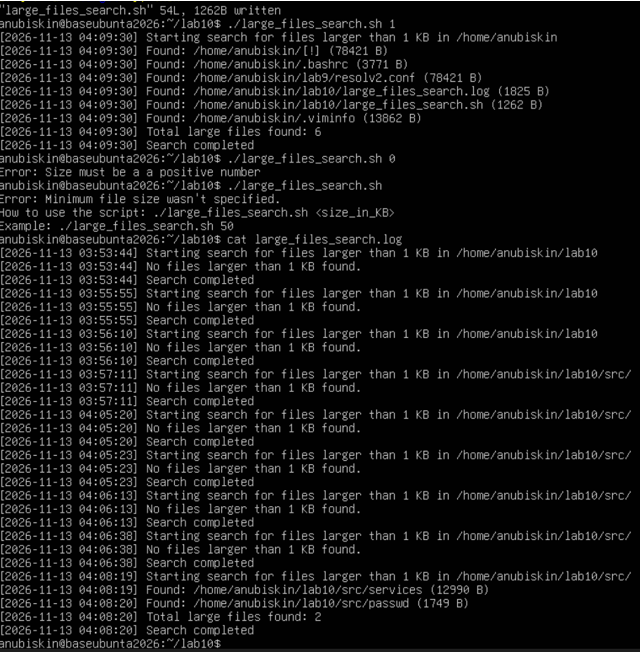 "large_files_search.sh" 54L, 1262B written
anubiskin@baseubunta2026:~/lab10$ ./large_files_search.sh 1
[2026-11-13 04:09:30] Starting search for files larger than 1 KB in /home/anubiskin
[2026-11-13 04:09:30] Found: /home/anubiskin/[!] (78421 B)
[2026-11-13 04:09:30] Found: /home/anubiskin/.bashrc (3771 B)
[2026-11-13 04:09:30] Found: /home/anubiskin/lab9/resolv2.conf (78421 B)
[2026-11-13 04:09:30] Found: /home/anubiskin/lab10/large_files_search.log (1825 B)
[2026-11-13 04:09:30] Found: /home/anubiskin/lab10/large_files_search.sh (1262 B)
[2026-11-13 04:09:30] Found: /home/anubiskin/.viminfo (13862 B)
[2026-11-13 04:09:30] Total large files found: 6
[2026-11-13 04:09:30] Search completed
anubiskin@baseubunta2026:~/lab10$ ./large_files_search.sh 0
Error: Size must be a a positive number
anubiskin@baseubunta2026:~/lab10$ ./large_files_search.sh
Error: Minimum file size wasn't specified.
How to use the script: ./large_files_search.sh <size_in_KB>
Example: ./large_files_search.sh 50
anubiskin@baseubunta2026:~/lab10$ cat large_files_search.log
[2026-11-13 03:53:44] Starting search for files larger than 1 KB in /home/anubiskin/lab10
[2026-11-13 03:53:44] No files larger than 1 KB found.
[2026-11-13 03:53:44] Search completed
[2026-11-13 03:55:55] Starting search for files larger than 1 KB in /home/anubiskin/lab10
[2026-11-13 03:55:55] No files larger than 1 KB found.
[2026-11-13 03:55:55] Search completed
[2026-11-13 03:56:10] Starting search for files larger than 1 KB in /home/anubiskin/lab10
[2026-11-13 03:56:10] No files larger than 1 KB found.
[2026-11-13 03:56:10] Search completed
[2026-11-13 03:57:11] Starting search for files larger than 1 KB in /home/anubiskin/lab10/src/
[2026-11-13 03:57:11] No files larger than 1 KB found.
[2026-11-13 03:57:11] Search completed
[2026-11-13 04:05:20] Starting search for files larger than 1 KB in /home/anubiskin/lab10/src/
[2026-11-13 04:05:20] No files larger than 1 KB found.
[2026-11-13 04:05:20] Search completed
[2026-11-13 04:05:23] Starting search for files larger than 1 KB in /home/anubiskin/lab10/src/
[2026-11-13 04:05:23] No files larger than 1 KB found.
[2026-11-13 04:05:23] Search completed
[2026-11-13 04:06:13] Starting search for files larger than 1 KB in /home/anubiskin/lab10/src/
[2026-11-13 04:06:13] No files larger than 1 KB found.
[2026-11-13 04:06:13] Search completed
[2026-11-13 04:06:38] Starting search for files larger than 1 KB in /home/anubiskin/lab10/src/
[2026-11-13 04:06:38] No files larger than 1 KB found.
[2026-11-13 04:06:38] Search completed
[2026-11-13 04:08:19] Starting search for files larger than 1 KB in /home/anubiskin/lab10/src/
[2026-11-13 04:08:19] Found: /home/anubiskin/lab10/src/services (12990 B)
[2026-11-13 04:08:20] Found: /home/anubiskin/lab10/src/passwd (1749 B)
[2026-11-13 04:08:20] Total large files found: 2
[2026-11-13 04:08:20] Search completed
anubiskin@baseubunta2026:~/lab10$